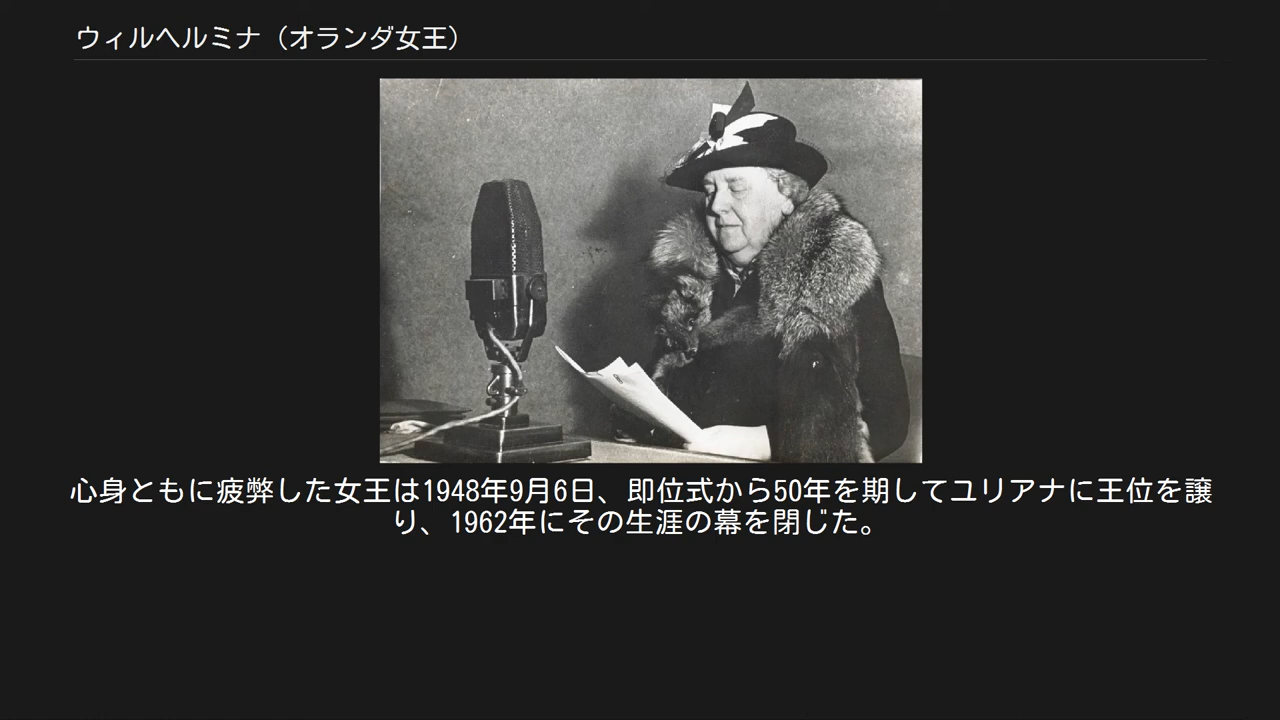 ウィルヘルミナ（オランダ女王）
心身ともに疲弊した女王は1948年9月6日、即位式から50年を期してユリアナに王位を譲
り、1962年にその生涯の幕を閉じた。